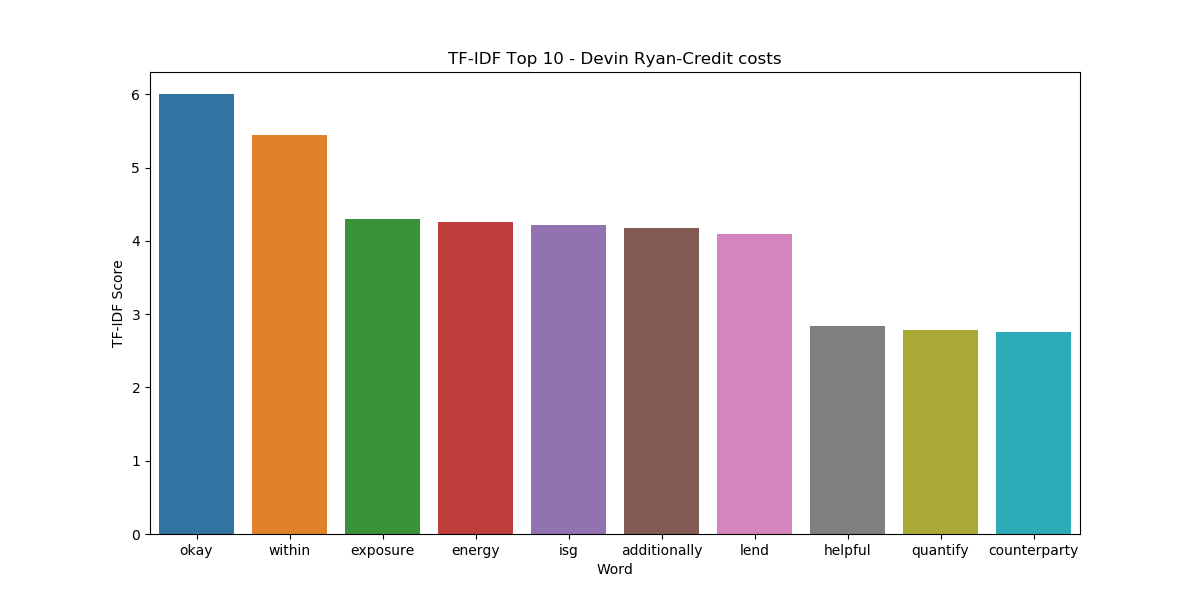 TF-IDF Top 10 - Devin Ryan-Credit costs
TF-IDF Score
6
5
4
3
2
1
0
okay within exposure energy isg additionally lend helpful quantify counterparty
Word